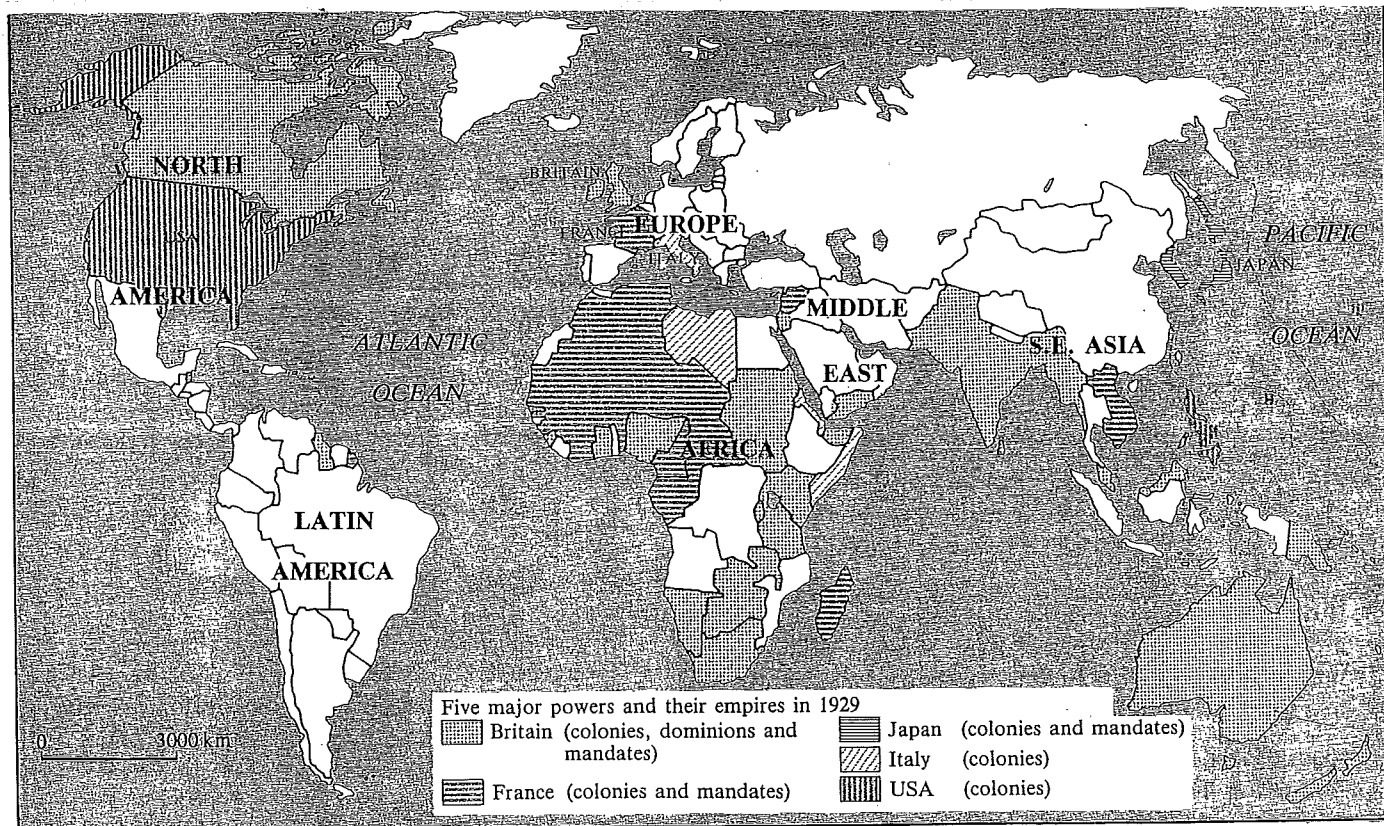 NORTH
AMERICA
USA
BRITAIN
FRANCE
EUROPE
ITALY
ATLANTIC
OCEAN
MIDDLE
EAST
AFRICA
S.E. ASIA
PACIFIC
OCEAN
JAPAN
LATIN
AMERICA
0 3000 km
Five major powers and their empires in 1929
Britain (colonies, dominions and
mandates)
France (colonies and mandates)
Japan (colonies and mandates)
Italy (colonies)
USA (colonies)